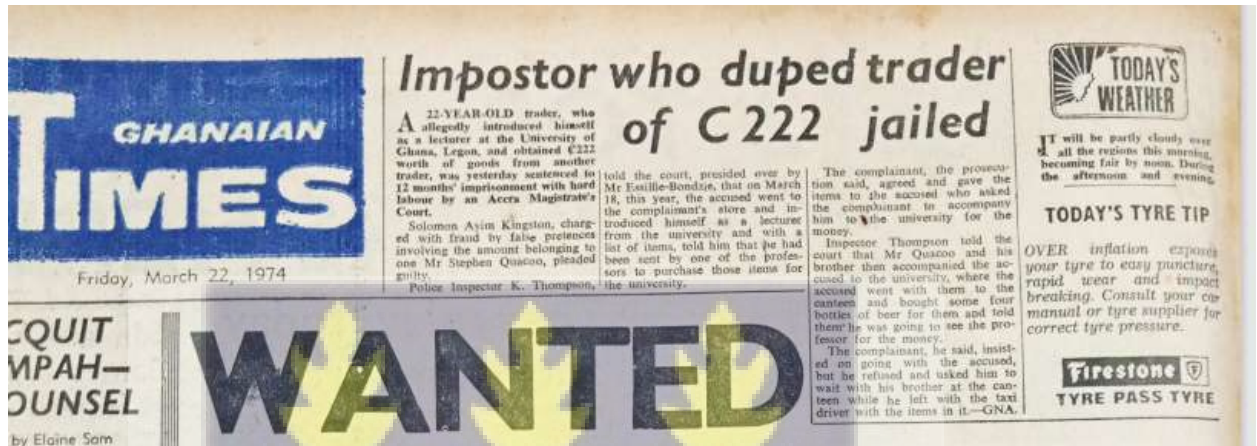 GHANAIAN
TIMES
Friday, March 22, 1974
CQUIT
MPAH—
OUNSEL
by Elaine Sam
Impostor who duped trader
of C222 jailed
A 22-YEAR-OLD trader, who
allegedly introduced himself
as a lecturer at the University of
Ghana, Legon, and obtained C222
worth of goods from another
trader, was yesterday sentenced to
12 months' imprisonment with hard
labour by an Accra Magistrate's
Court.
Solomon Ayim Kingston, charg-
ed with fraud by false pretences
involving the amount belonging to
one Mr Stephen Quacoo, pleaded
guilty.
Police Inspector K. Thompson,
told the court, presided over by
Mr Essilfie-Bondzie, that on March
18, this year, the accused went to
the complainant's store and in-
troduced himself as a lecturer
from the university and with a
list of items, told him that he had
been sent by one of the profes-
sors to purchase those items for
the university.
The complainant, the prosecu-
tion said, agreed and gave the
items to the accused who asked
the complainant to accompany
him to the university for the
money.
Inspector Thompson told the
court that Mr Quacoo and his
brother then accompanied the ac-
cused to the university, where the
accused went with them to the
canteen and bought some four
bottles of beer for them and told
them he was going to see the pro-
fessor for the money.
The complainant, he said, insist-
ed on going with the accused,
but he refused and asked him to
wait with his brother at the can-
teen while he left with the taxi
driver with the items in it.—GNA.
WANTED
TODAY'S
WEATHER
IT will be partly cloudy over
all the regions this morning,
becoming fair by noon. During
the afternoon and evening,
TODAY'S TYRE TIP
OVER inflation exposes
your tyre to easy puncture,
rapid wear and impact
breaking. Consult your car
manual or tyre supplier for
correct tyre pressure.
Firestone
TYRE PASS TYRE